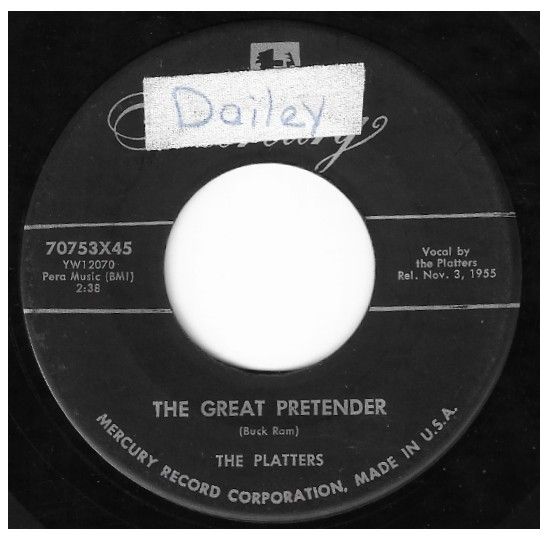 Dailey
70753X45
YW12070
Pera Music (BMI)
2:38
Vocal by
the Platters
Rel. Nov. 3, 1955
THE GREAT PRETENDER
(Buck Ram)
THE PLATTERS
MERCURY RECORD CORPORATION, MADE IN U.S.A.